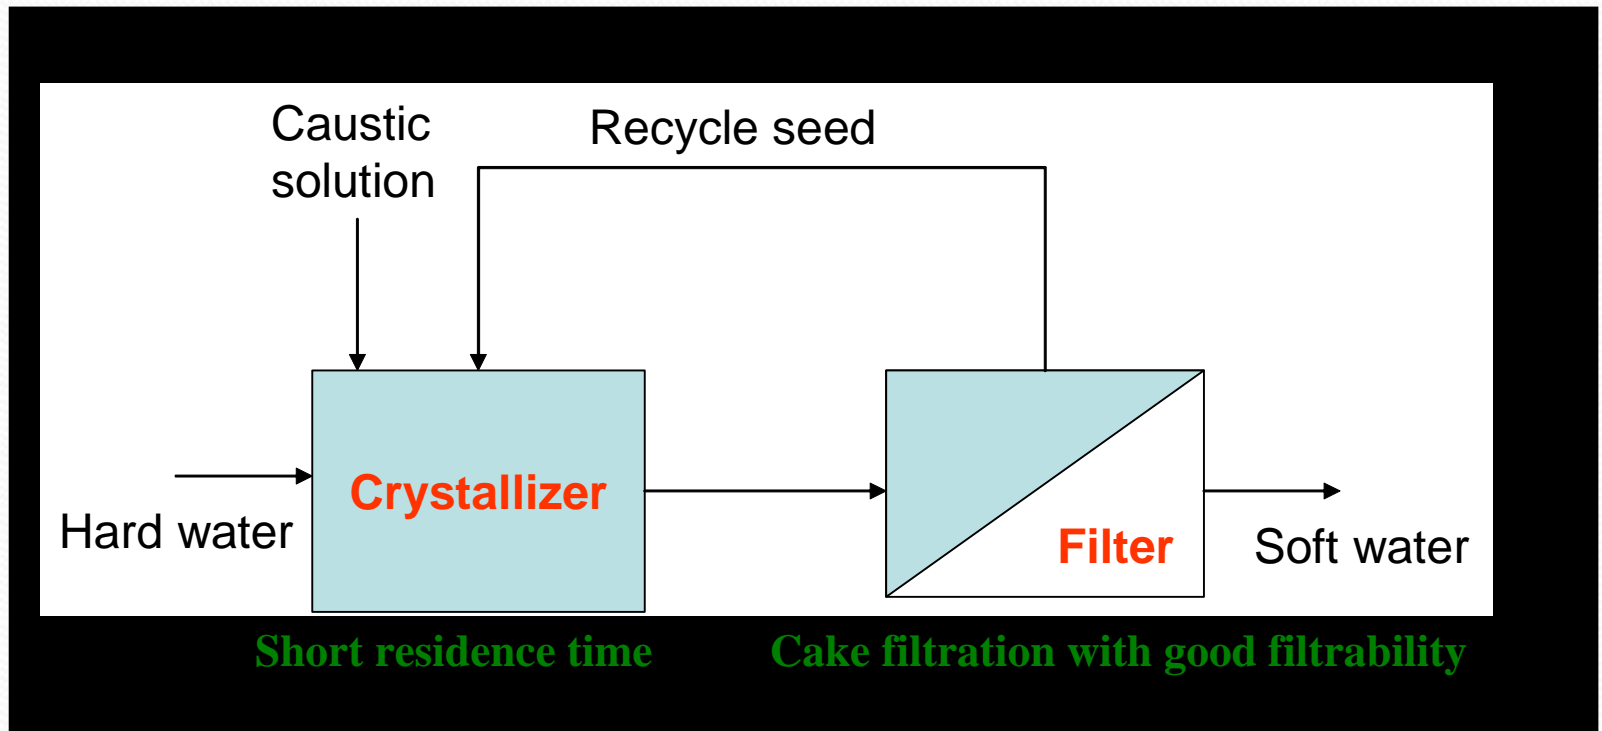 Caustic
solution
Recycle seed
Crystallizer
Hard water
Filter
Soft water
Short residence time
Cake filtration with good filtrability